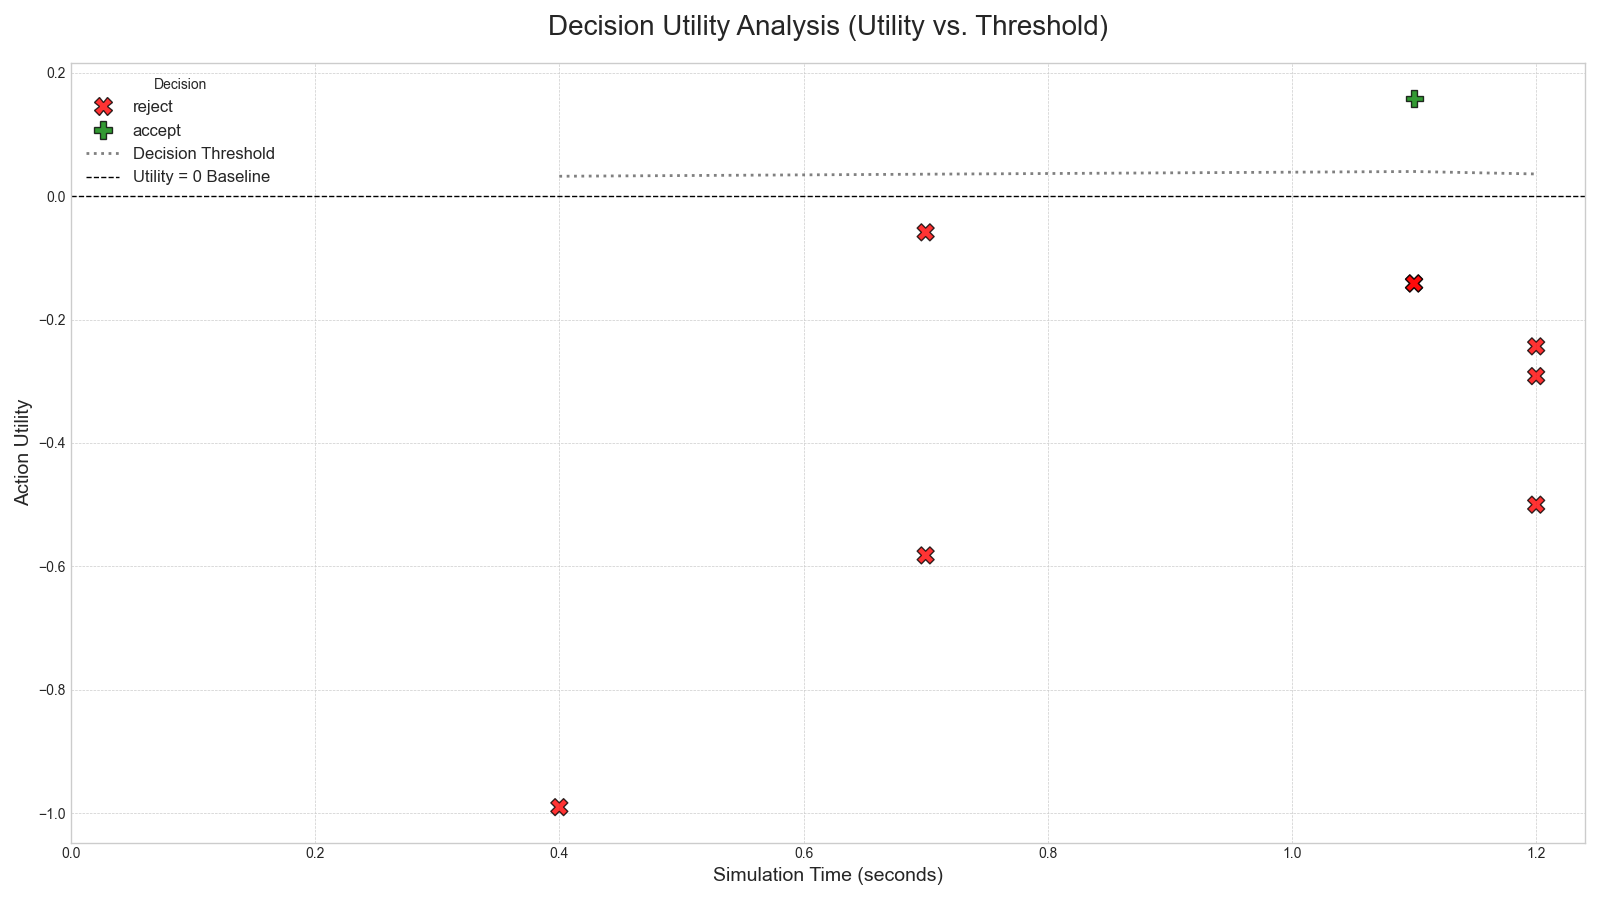 Decision Utility Analysis (Utility vs. Threshold)
Decision
reject
accept
Decision Threshold
Utility = 0 Baseline
0.2
0.0
−0.2
−0.4
−0.6
−0.8
−1.0
Action Utility
0.0 0.2 0.4 0.6 0.8 1.0 1.2
Simulation Time (seconds)